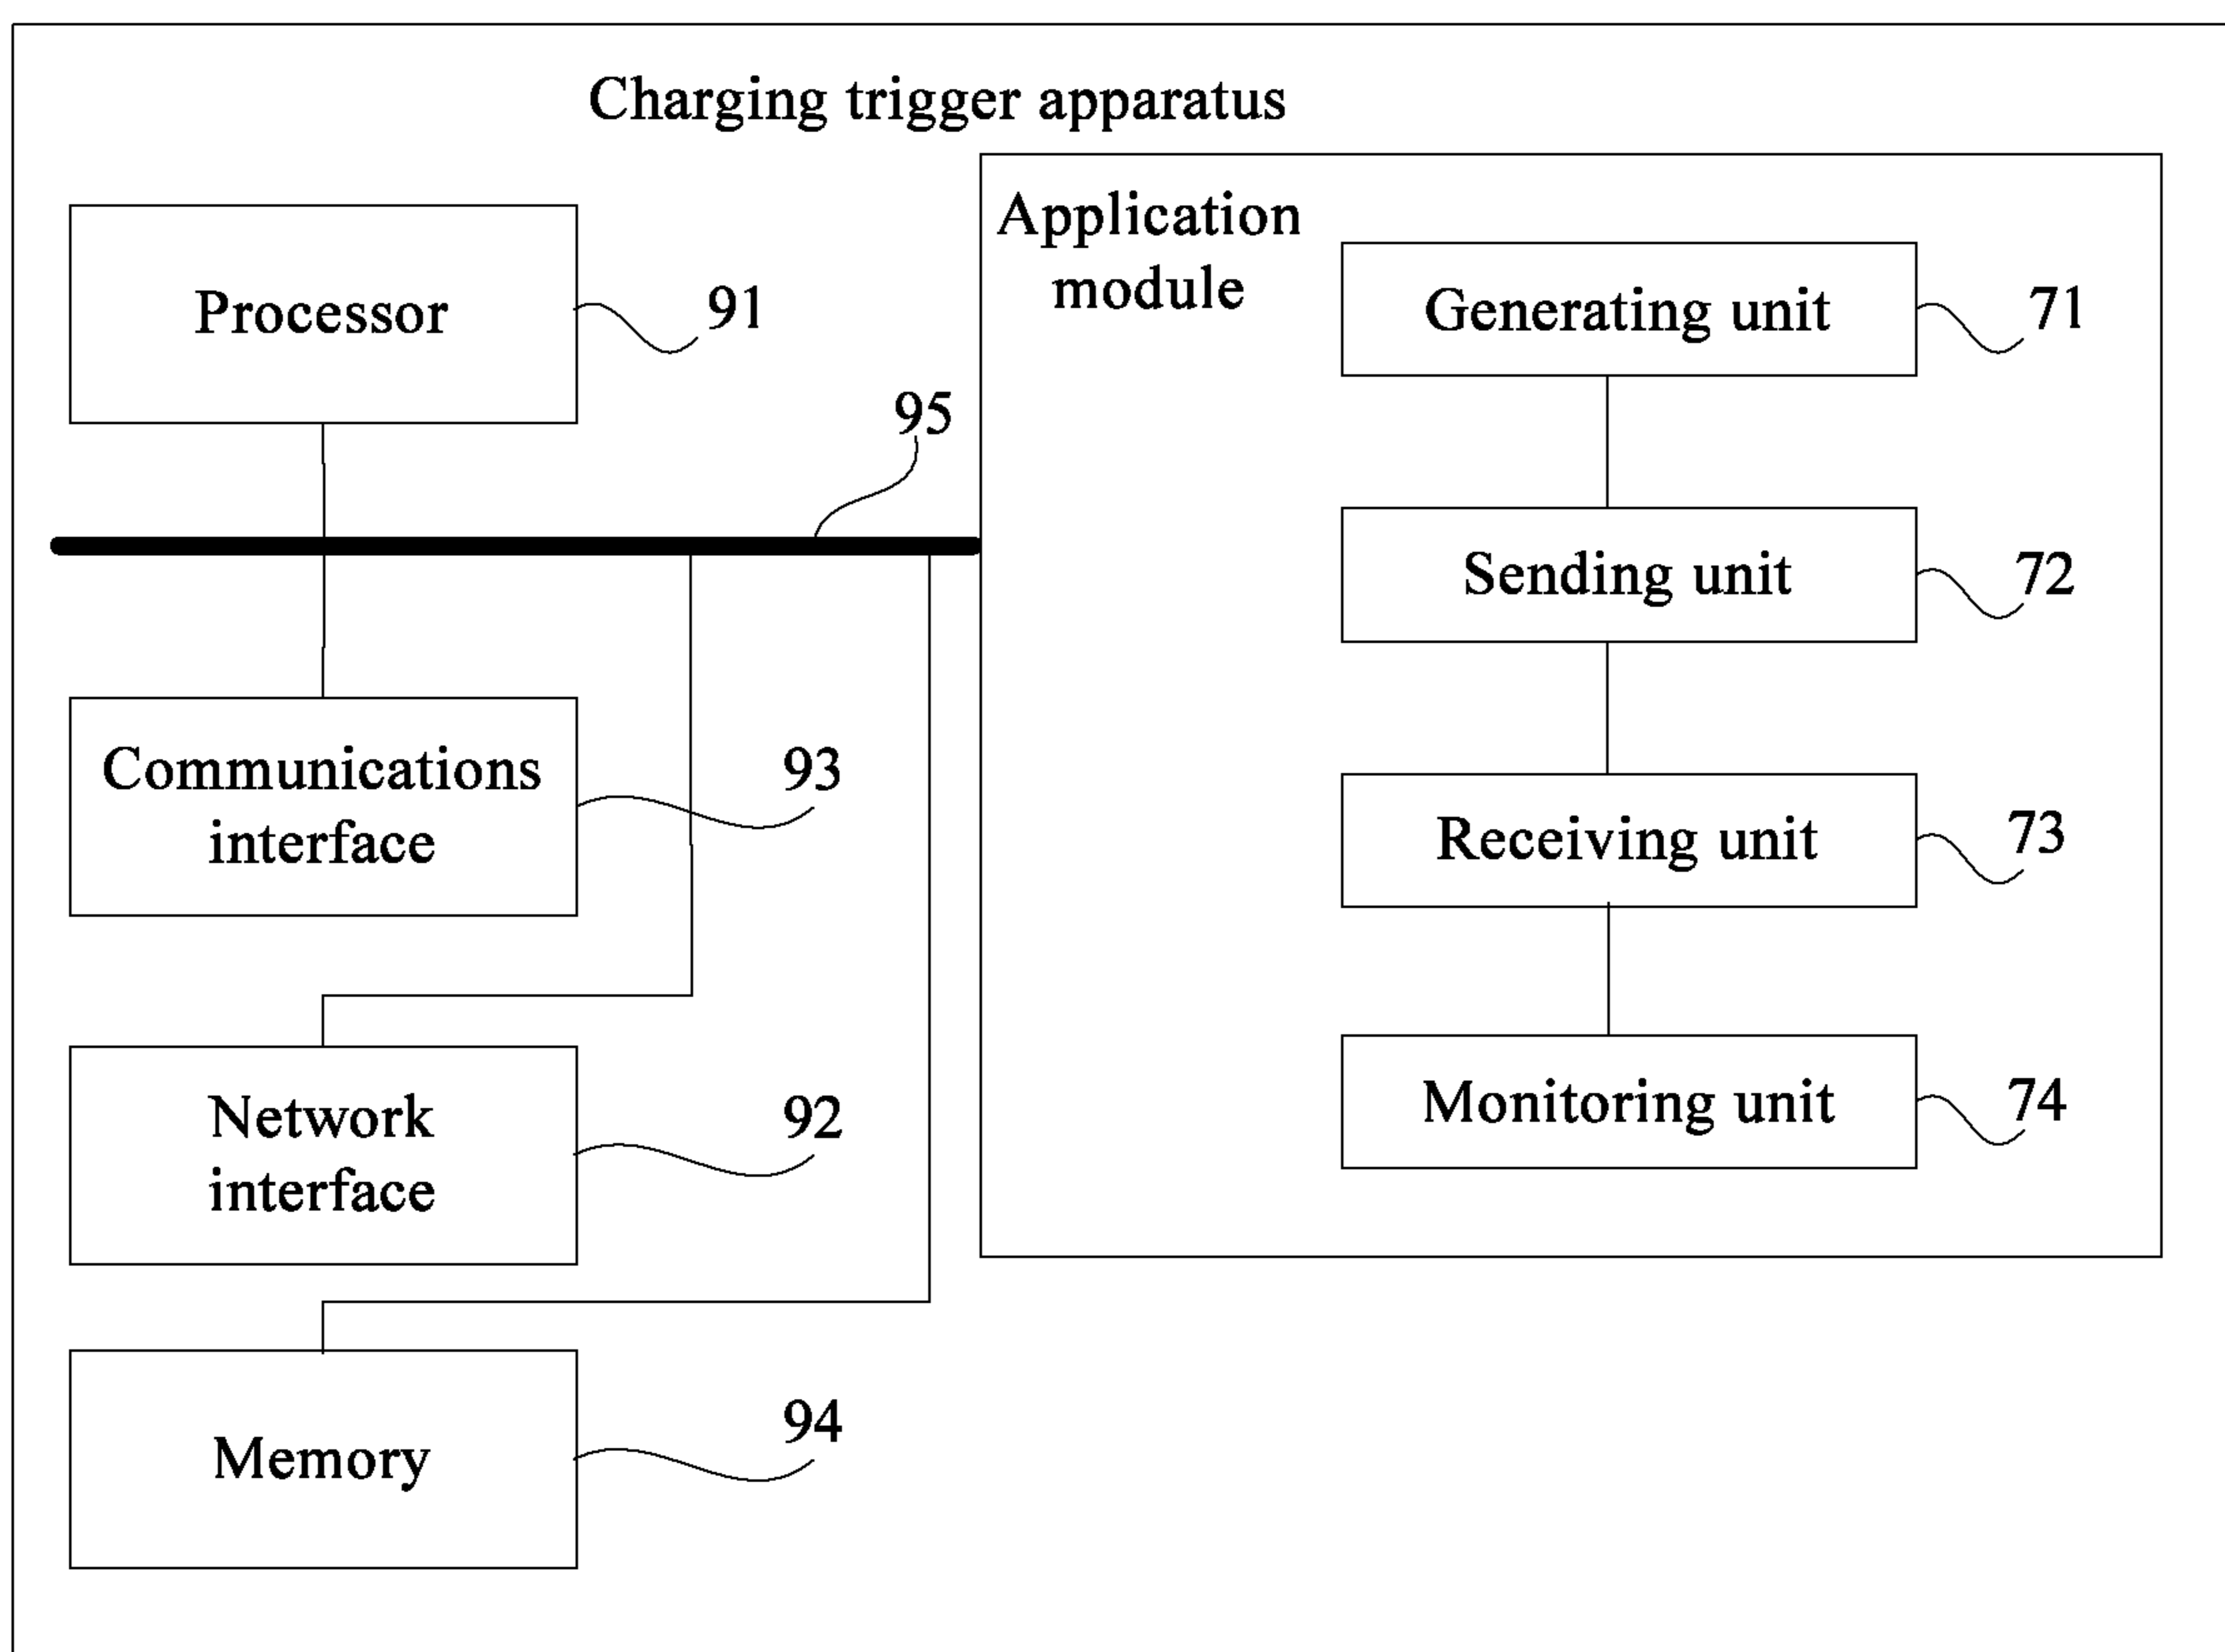 Charging trigger apparatus
Processor
91
95
Communications
interface
93
Network
interface
92
Memory
94
Application
module
Generating unit
71
Sending unit
72
Receiving unit
73
Monitoring unit
74